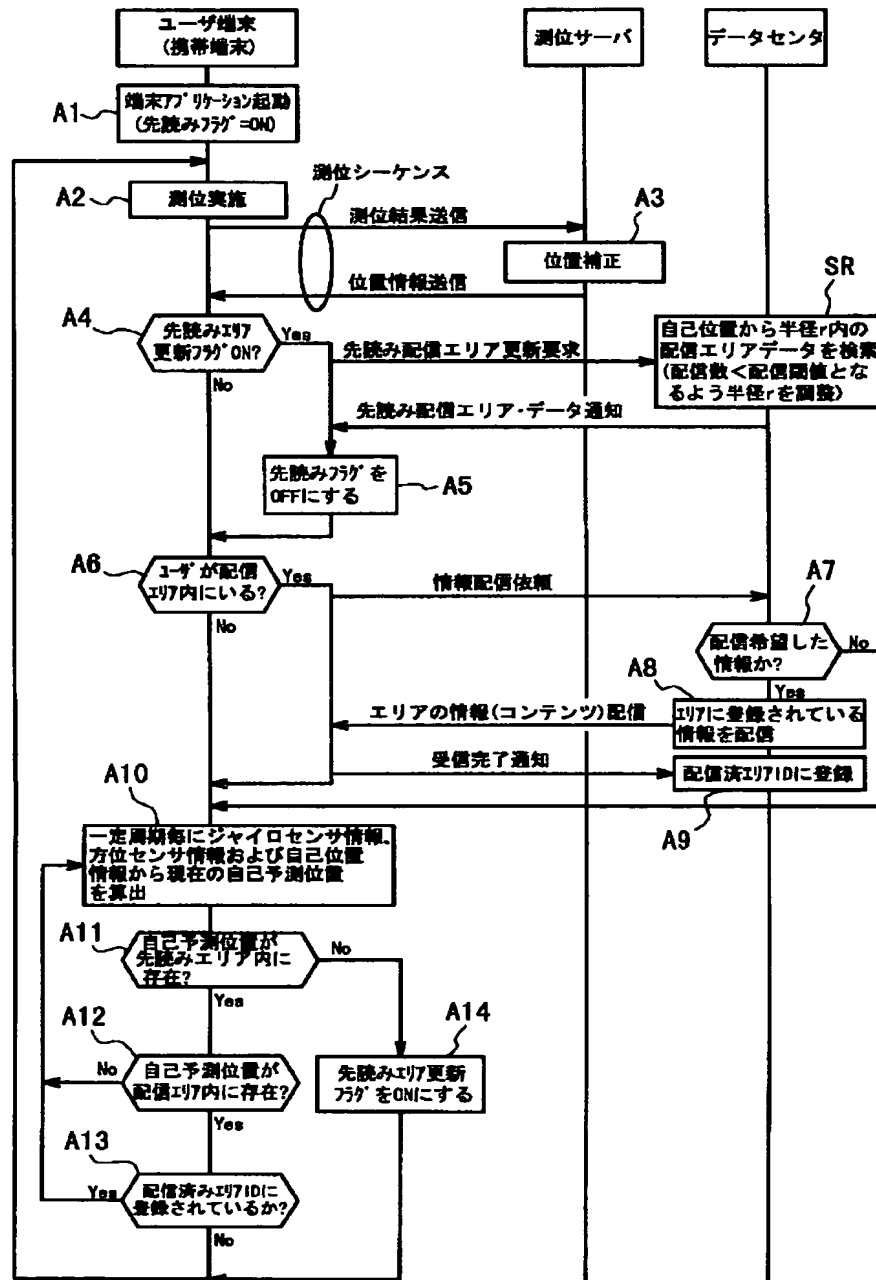 ユーザ端末
(携帯端末)
測位サーバ
データセンタ
A1
端末アプリケーション起動
(先読みフラグ=ON)
A2
測位実施
測位シーケンス
測位結果送信
A3
位置補正
位置情報送信
SR
自己位置から半径r内の
配信エリアデータを検索
(配信数<配信閾値とな
るよう半径rを調整)
A4
先読みエリア
更新フラグON?
Yes
No
先読み配信エリア更新要求
先読み配信エリア・データ通知
先読みフラグを
OFFにする
A5
A6
ユーザが配信
エリア内にいる?
Yes
No
情報配信依頼
A7
配信希望した
情報か?
No
Yes
A8
エリアに登録されている
情報を配信
エリアの情報(コンテンツ)配信
受信完了通知
配信済エリアIDに登録
A9
A10
一定周期毎にジャイロセンサ情報、
方位センサ情報および自己位置
情報から現在の自己予測位置
を算出
A11
自己予測位置が
先読みエリア内に
存在?
No
Yes
A12
自己予測位置が
配信エリア内に存在?
No
Yes
A14
先読みエリア更新
フラグをONにする
A13
配信済みエリアIDに
登録されているか?
Yes
No